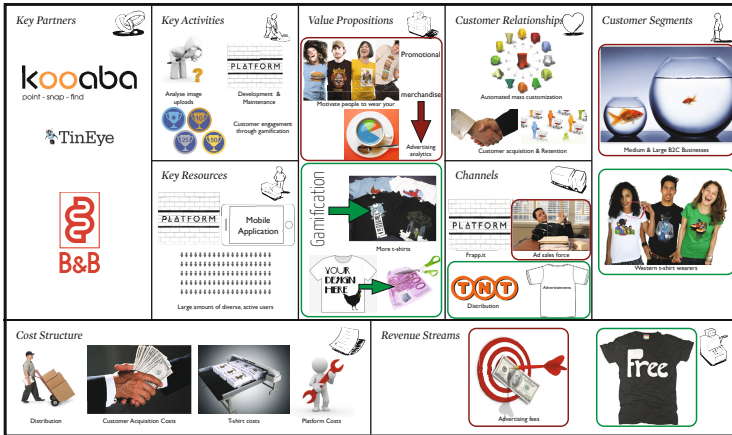 Key Partners
kooaba
point - snap - find
TinEye
B&B
Key Activities
?
PLATFORM
Analyse image
uploads
Development &
Maintenance
10
25
50
Customer engagement
through gamification
Key Resources
PLATFORM
Mobile
Application
Large amount of diverse, active users
Value Propositions
Promotional
merchandise
Motivate people to wear your
Advertising
analytics
Gamification
More t-shirts
YOUR
DESIGN
HERE
Customer Relationships
Automated mass customization
Customer acquisition & Retention
Channels
PLATFORM
Frapp.it
Ad sales force
TNT
Distribution
Advertisements
Customer Segments
Medium & Large B2C Businesses
Western t-shirt wearers
Cost Structure
Distribution
Customer Acquisition Costs
T-shirt costs
Platform Costs
Revenue Streams
Advertising fees
Free